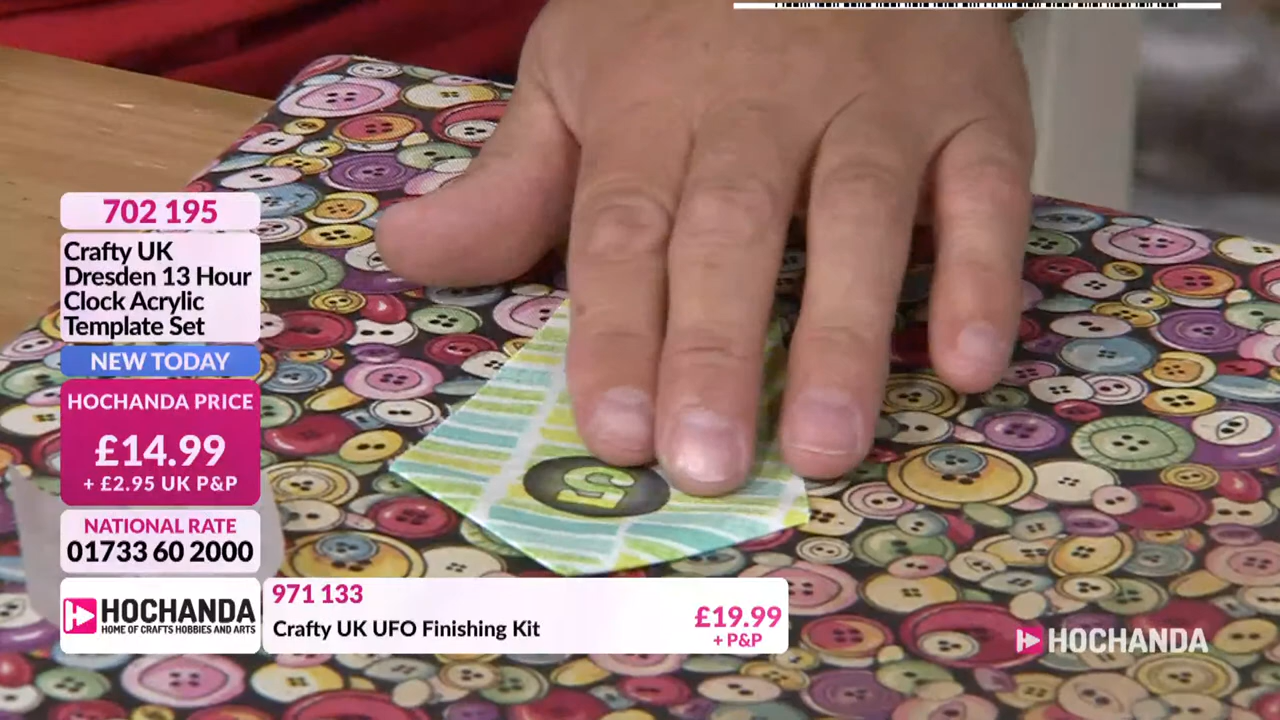 702 195
Crafty UK
Dresden 13 Hour
Clock Acrylic
Template Set
NEW TODAY
HOCHANDA PRICE
£14.99
+ £2.95 UK P&P
NATIONAL RATE
01733 60 2000
HOCHANDA
HOME OF CRAFTS HOBBIES AND ARTS
971 133
Crafty UK UFO Finishing Kit
£19.99
+ P&P
5
HOCHANDA